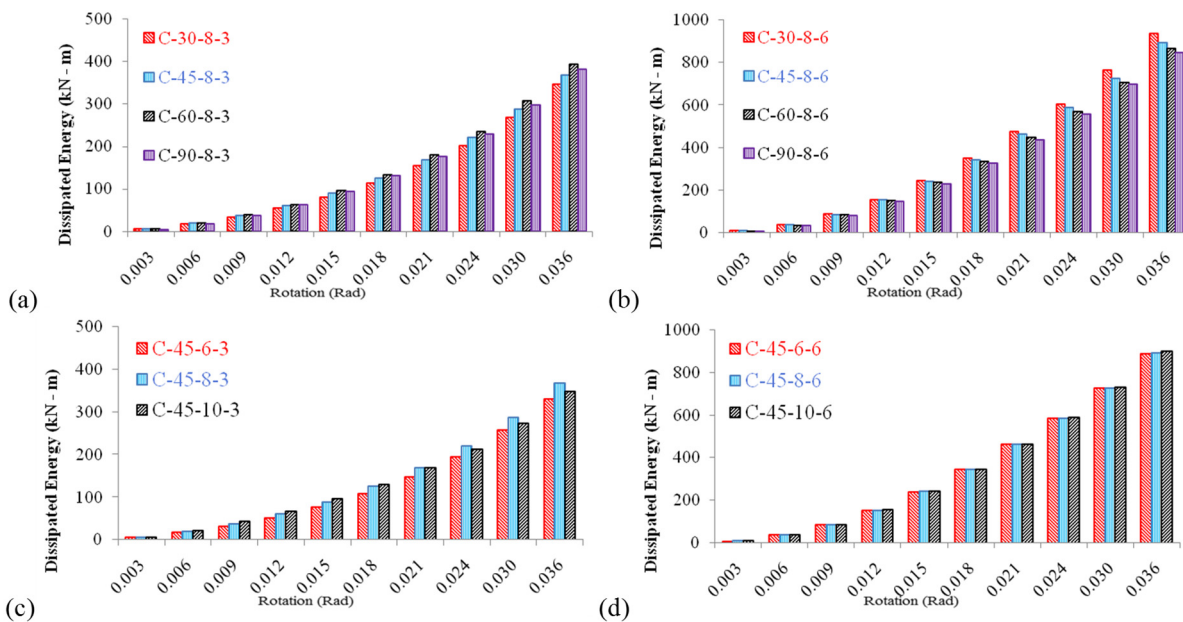 500
400
300
200
100
0
Dissipated Energy (kN - m)
C-30-8-3
C-45-8-3
C-60-8-3
C-90-8-3
0.003 0.006 0.009 0.012 0.015 0.018 0.021 0.024 0.030 0.036
Rotation (Rad)
(a)
1000
800
600
400
200
0
Dissipated Energy (kN - m)
C-30-8-6
C-45-8-6
C-60-8-6
C-90-8-6
0.003 0.006 0.009 0.012 0.015 0.018 0.021 0.024 0.030 0.036
Rotation (Rad)
(b)
500
400
300
200
100
0
Dissipated Energy (kN - m)
C-45-6-3
C-45-8-3
C-45-10-3
0.003 0.006 0.009 0.012 0.015 0.018 0.021 0.024 0.030 0.036
Rotation (Rad)
(c)
1000
800
600
400
200
0
Dissipated Energy (kN - m)
C-45-6-6
C-45-8-6
C-45-10-6
0.003 0.006 0.009 0.012 0.015 0.018 0.021 0.024 0.030 0.036
Rotation (Rad)
(d)